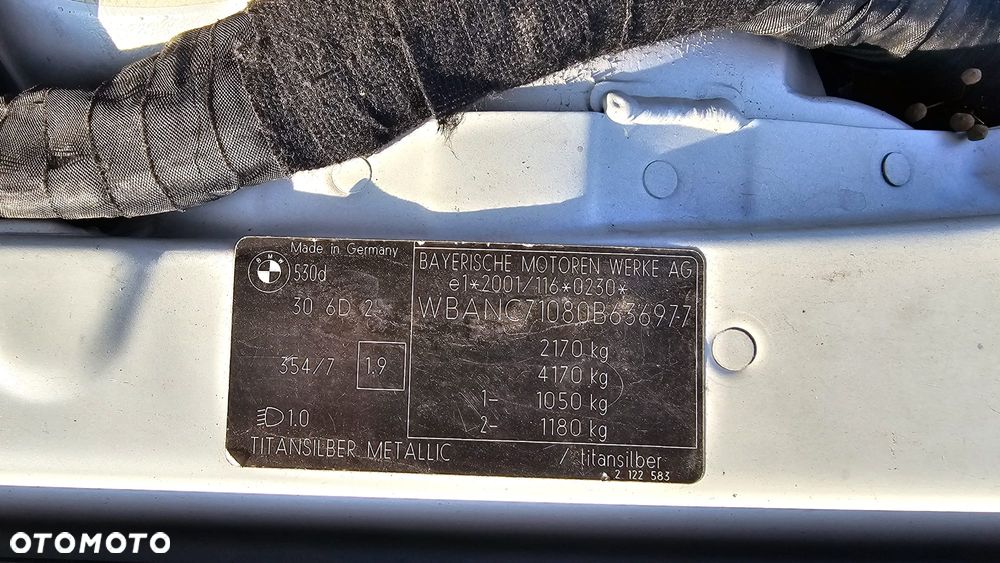 Made in Germany
BMW
530d
30 6D 2
354/7 1.9
1.0
TITANSILBER METALLIC
BAYERISCHE MOTOREN WERKE AG
e1*2001/116*0230*
WBANC71080B63697-7
2170 kg
4170 kg
1- 1050 kg
2- 1180 kg
/ titansilber
2 122 583
OTOMOTO